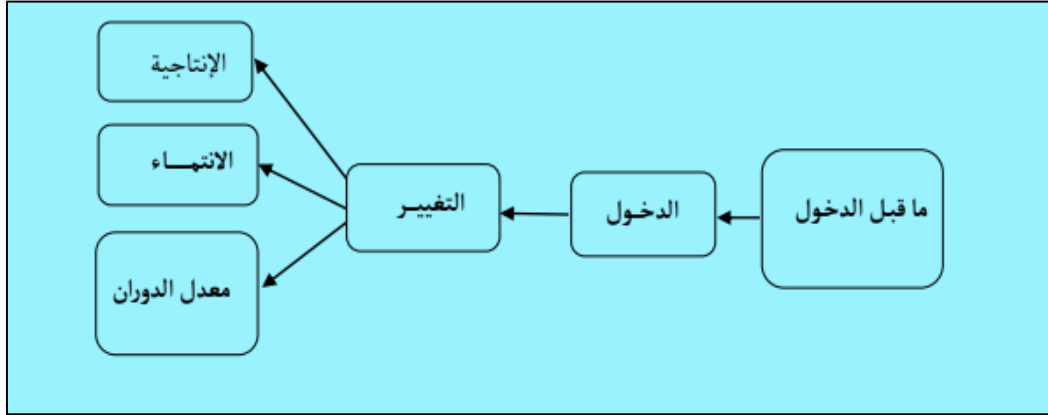 ما قبل الدخول
الدخـول
التغييـر
الإنتاجية
الانتمـــاء
معدل الدوران